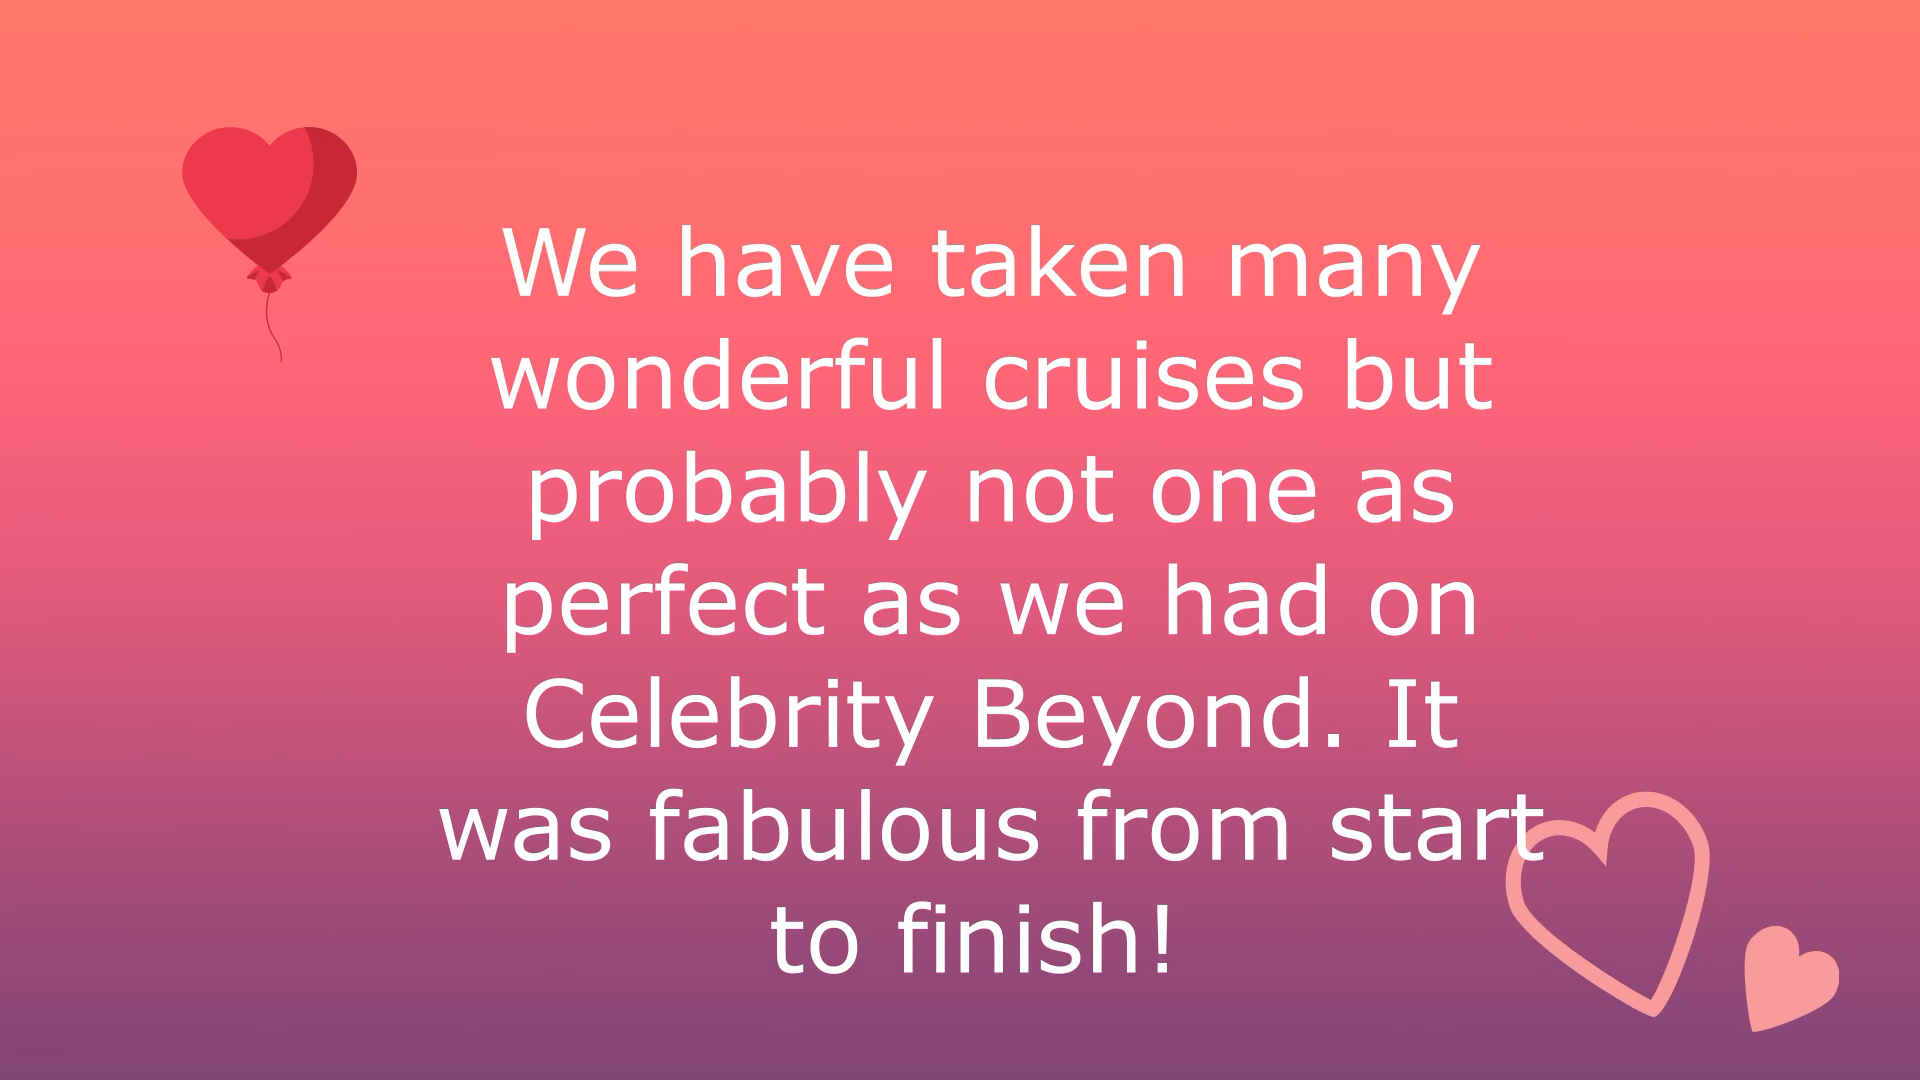 We have taken many
wonderful cruises but
probably not one as
perfect as we had on
Celebrity Beyond. It
was fabulous from start
to finish!